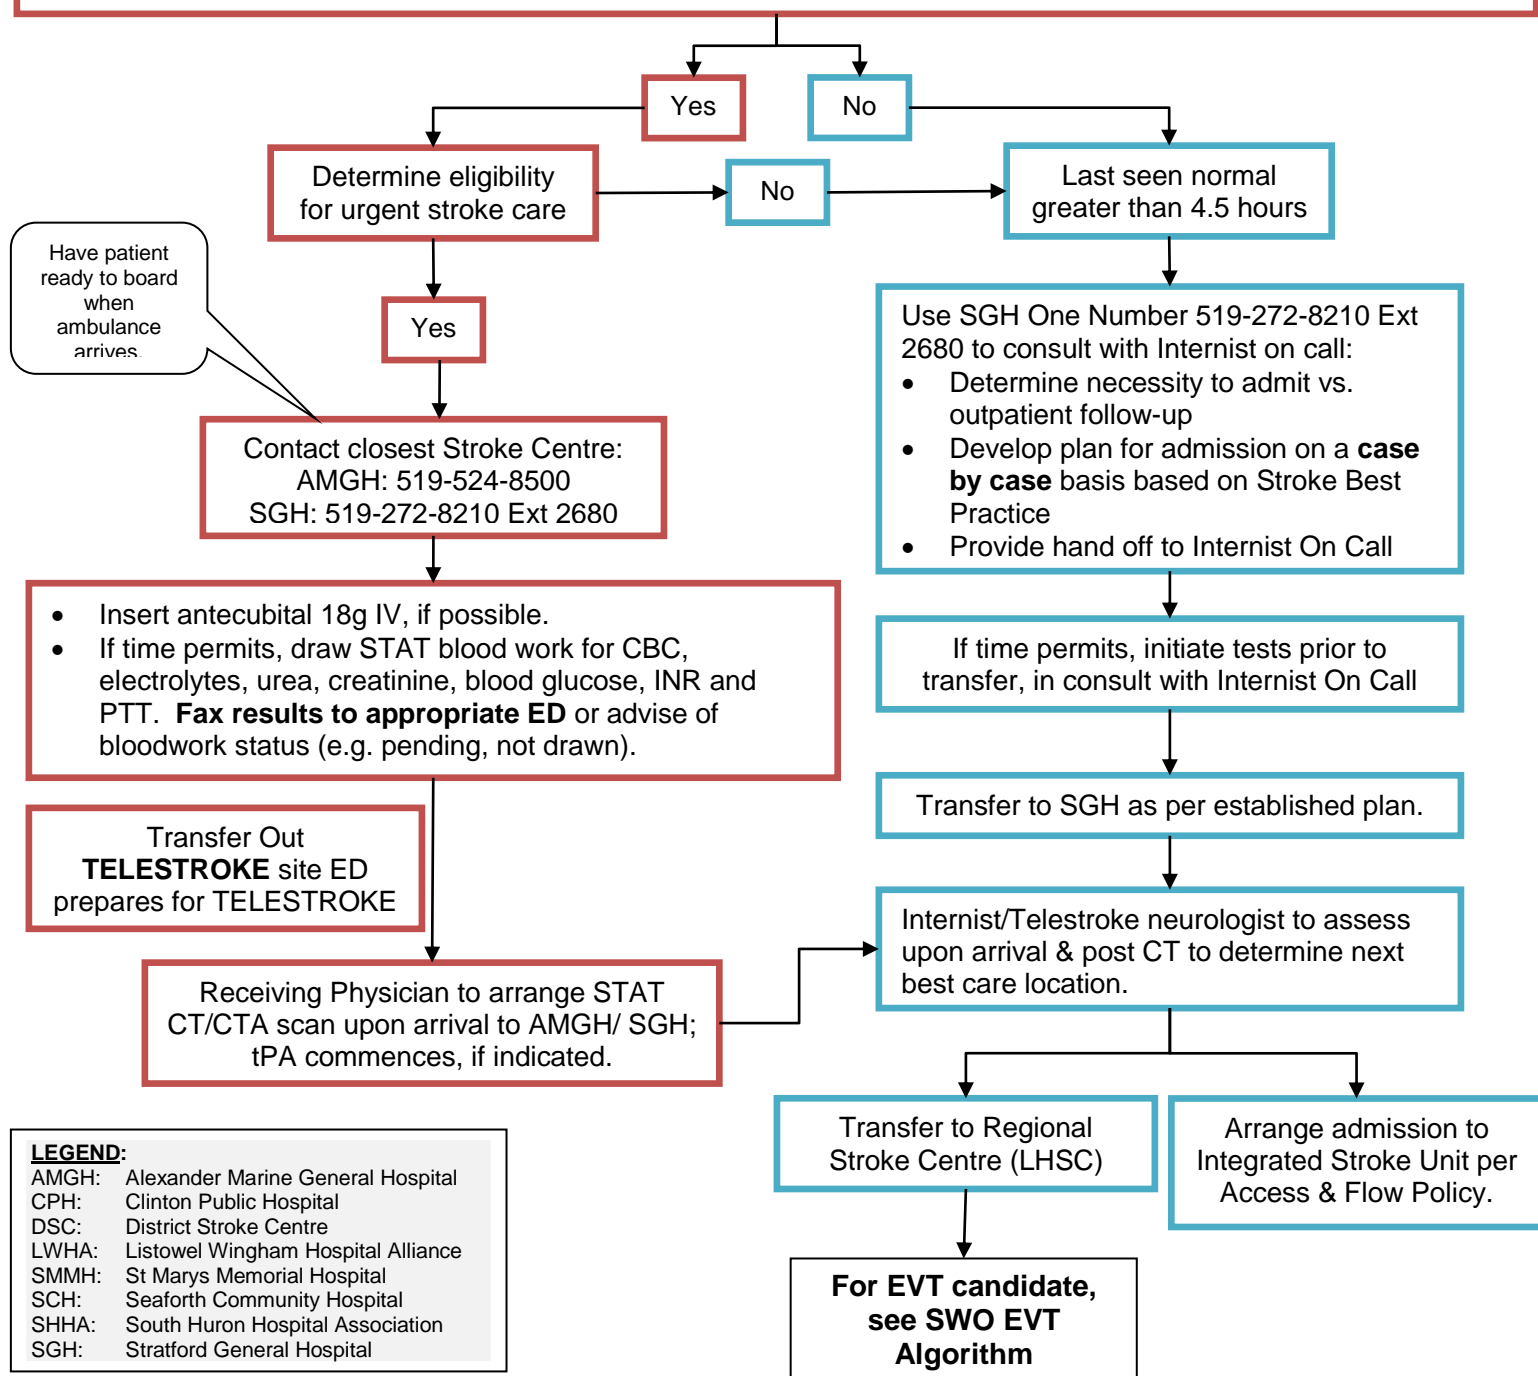 Yes
No
Determine eligibility
for urgent stroke care
No
Last seen normal
greater than 4.5 hours
Have patient
ready to board
when
ambulance
arrives.
Yes
Use SGH One Number 519-272-8210 Ext
2680 to consult with Internist on call:
• Determine necessity to admit vs.
outpatient follow-up
• Develop plan for admission on a case
by case basis based on Stroke Best
Practice
• Provide hand off to Internist On Call
Contact closest Stroke Centre:
AMGH: 519-524-8500
SGH: 519-272-8210 Ext 2680
• Insert antecubital 18g IV, if possible.
• If time permits, draw STAT blood work for CBC,
electrolytes, urea, creatinine, blood glucose, INR and
PTT. Fax results to appropriate ED or advise of
bloodwork status (e.g. pending, not drawn).
If time permits, initiate tests prior to
transfer, in consult with Internist On Call
Transfer to SGH as per established plan.
Transfer Out
TELESTROKE site ED
prepares for TELESTROKE
Internist/Telestroke neurologist to assess
upon arrival & post CT to determine next
best care location.
Receiving Physician to arrange STAT
CT/CTA scan upon arrival to AMGH/ SGH;
tPA commences, if indicated.
Transfer to Regional
Stroke Centre (LHSC)
Arrange admission to
Integrated Stroke Unit per
Access & Flow Policy.
For EVT candidate,
see SWO EVT
Algorithm
LEGEND:
AMGH: Alexander Marine General Hospital
CPH: Clinton Public Hospital
DSC: District Stroke Centre
LWHA: Listowel Wingham Hospital Alliance
SMMH: St Marys Memorial Hospital
SCH: Seaforth Community Hospital
SHHA: South Huron Hospital Association
SGH: Stratford General Hospital